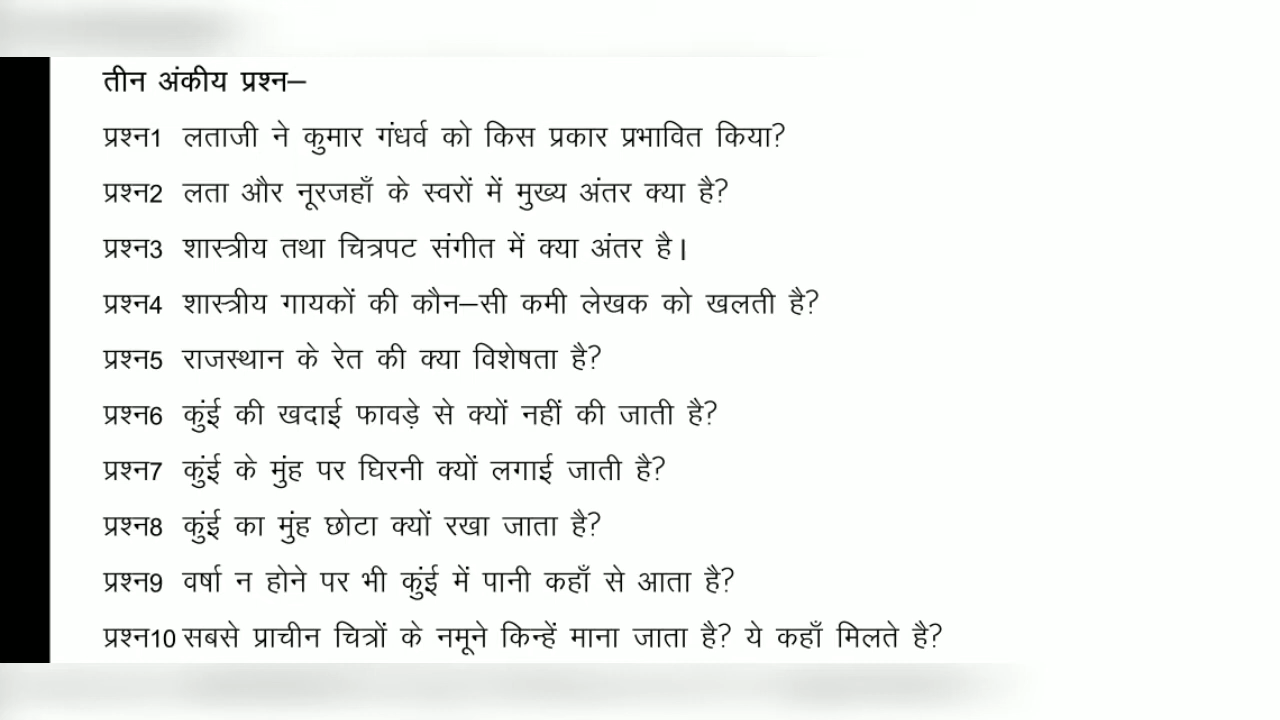 तीन अंकीय प्रश्न–
प्रश्न1 लताजी ने कुमार गंधर्व को किस प्रकार प्रभावित किया?
प्रश्न2 लता और नूरजहाँ के स्वरों में मुख्य अंतर क्या है?
प्रश्न3 शास्त्रीय तथा चित्रपट संगीत में क्या अंतर है।
प्रश्न4 शास्त्रीय गायकों की कौन–सी कमी लेखक को खलती है?
प्रश्न5 राजस्थान के रेत की क्या विशेषता है?
प्रश्न6 कुंई की खदाई फावड़े से क्यों नहीं की जाती है?
प्रश्न7 कुंई के मुंह पर घिरनी क्यों लगाई जाती है?
प्रश्न8 कुंई का मुंह छोटा क्यों रखा जाता है?
प्रश्न9 वर्षा न होने पर भी कुंई में पानी कहाँ से आता है?
प्रश्न10 सबसे प्राचीन चित्रों के नमूने किन्हें माना जाता है? ये कहाँ मिलते है?